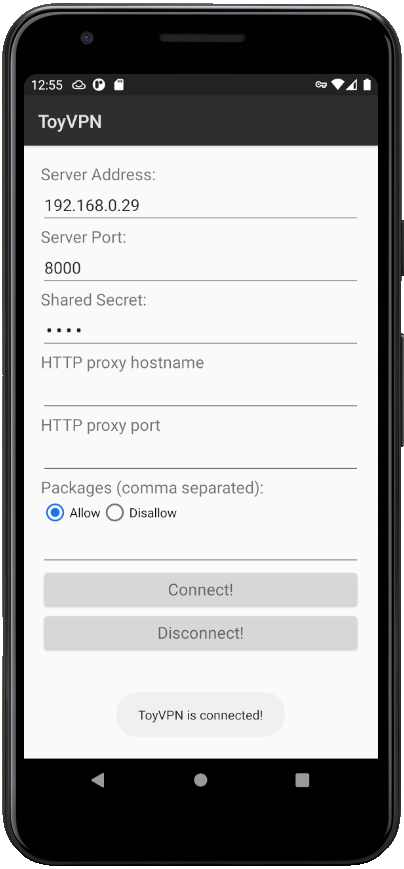 12:55
ToyVPN
Server Address:
192.168.0.29
Server Port:
8000
Shared Secret:
••••
HTTP proxy hostname
HTTP proxy port
Packages (comma separated):
Allow Disallow
Connect!
Disconnect!
ToyVPN is connected!